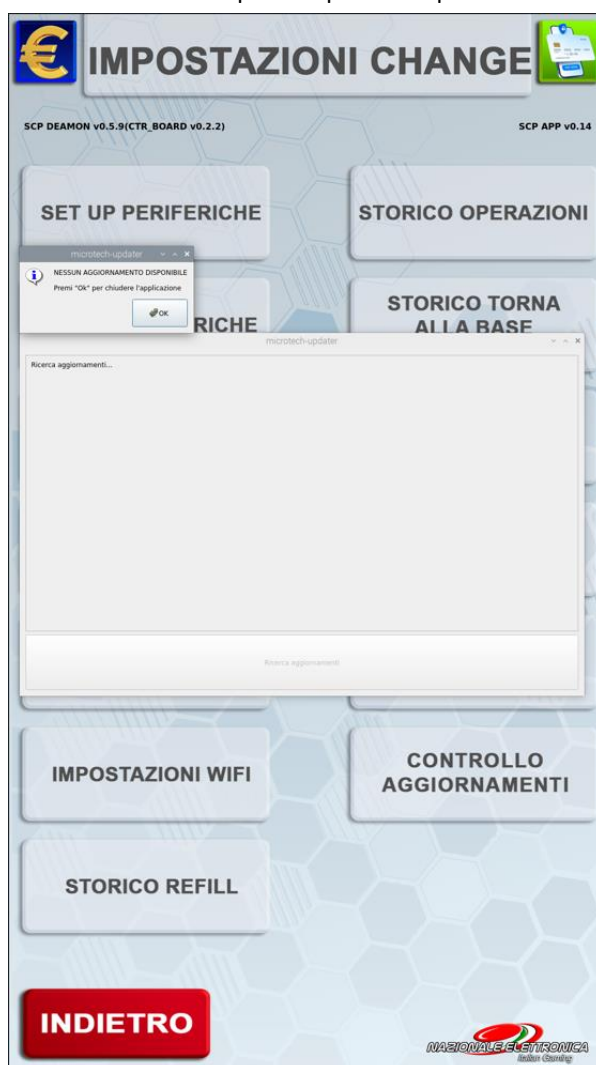 IMPOSTAZIONI CHANGE
SCP DEAMON v0.5.9(CTR_BOARD v0.2.2)
SCP APP v0.14
SET UP PERIFERICHE
STORICO OPERAZIONI
microtech-updater
NESSUN AGGIORNAMENTO DISPONIBILE
Premi "Ok" per chiudere l'applicazione
OK
RICHE
STORICO TORNA
ALLA BASE
microtech-updater
Ricerca aggiornamenti...
Ricerca aggiornamenti
IMPOSTAZIONI WIFI
CONTROLLO
AGGIORNAMENTI
STORICO REFILL
INDIETRO
NAZIONALE ELETTRONICA
Italian Gaming